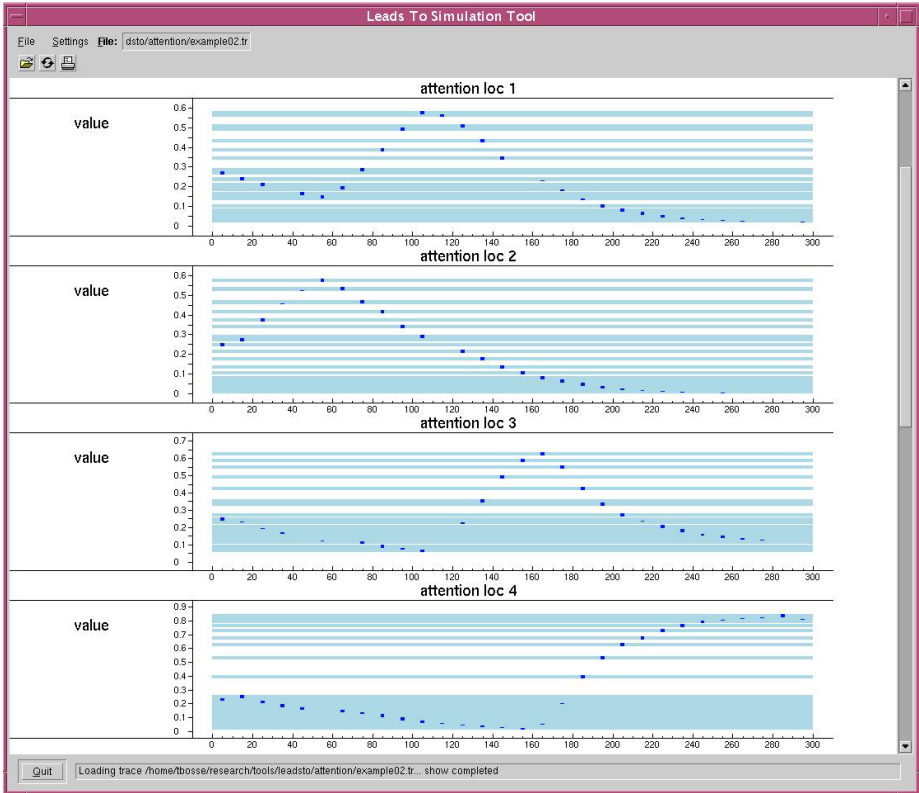 Leads To Simulation Tool
File Settings File: dsto/attention/example02.tr
attention loc 1
value
0.6
0.5
0.4
0.3
0.2
0.1
0
0 20 40 60 80 100 120 140 160 180 200 220 240 260 280 300
attention loc 2
value
0.6
0.5
0.4
0.3
0.2
0.1
0
0 20 40 60 80 100 120 140 160 180 200 220 240 260 280 300
attention loc 3
value
0.7
0.6
0.5
0.4
0.3
0.2
0.1
0
0 20 40 60 80 100 120 140 160 180 200 220 240 260 280 300
attention loc 4
value
0.9
0.8
0.7
0.6
0.5
0.4
0.3
0.2
0.1
0
0 20 40 60 80 100 120 140 160 180 200 220 240 260 280 300
Quit Loading trace /home/tbosse/research/tools/leadsto/attention/example02.tr... show completed